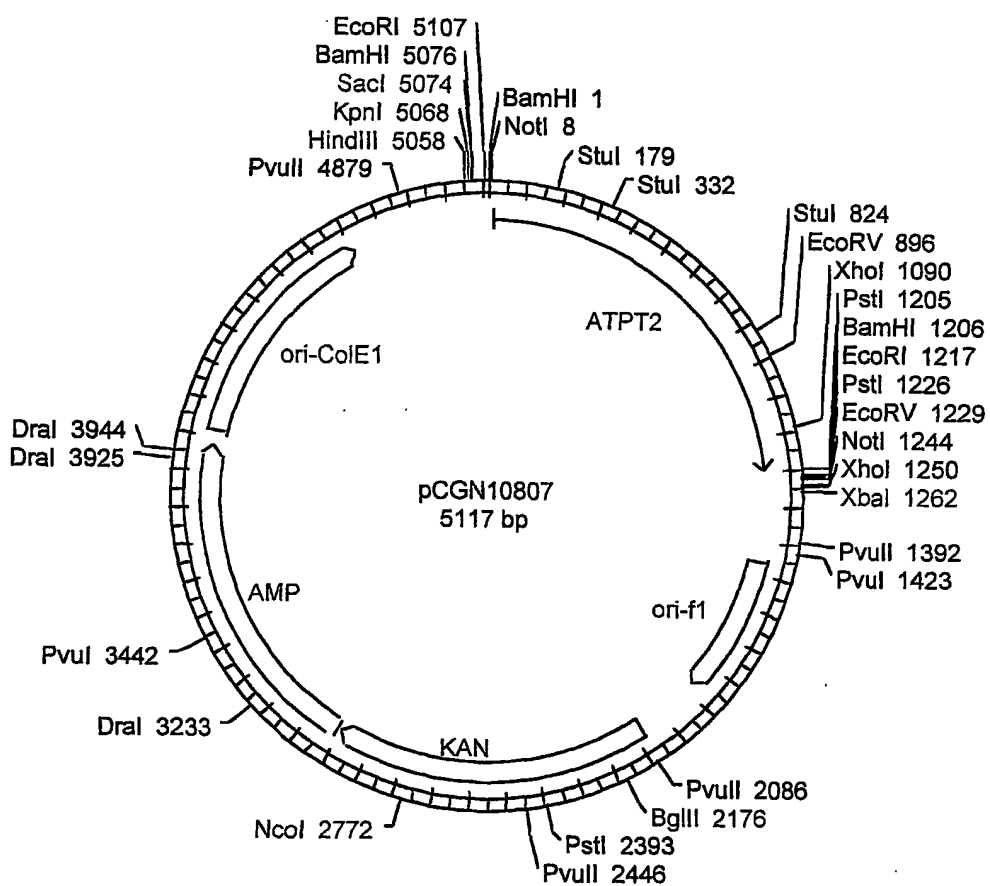 EcoRI 5107
BamHI 5076
SacI 5074
KpnI 5068
HindIII 5058
PvuII 4879
BamHI 1
NotI 8
StuI 179
StuI 332
StuI 824
EcoRV 896
XhoI 1090
PstI 1205
BamHI 1206
EcoRI 1217
PstI 1226
EcoRV 1229
NotI 1244
XhoI 1250
XbaI 1262
PvuII 1392
PvuI 1423
ATPT2
ori-ColE1
DraI 3944
DraI 3925
pCGN10807
5117 bp
AMP
ori-f1
PvuI 3442
DraI 3233
KAN
PvuII 2086
BglII 2176
NcoI 2772
PstI 2393
PvuII 2446